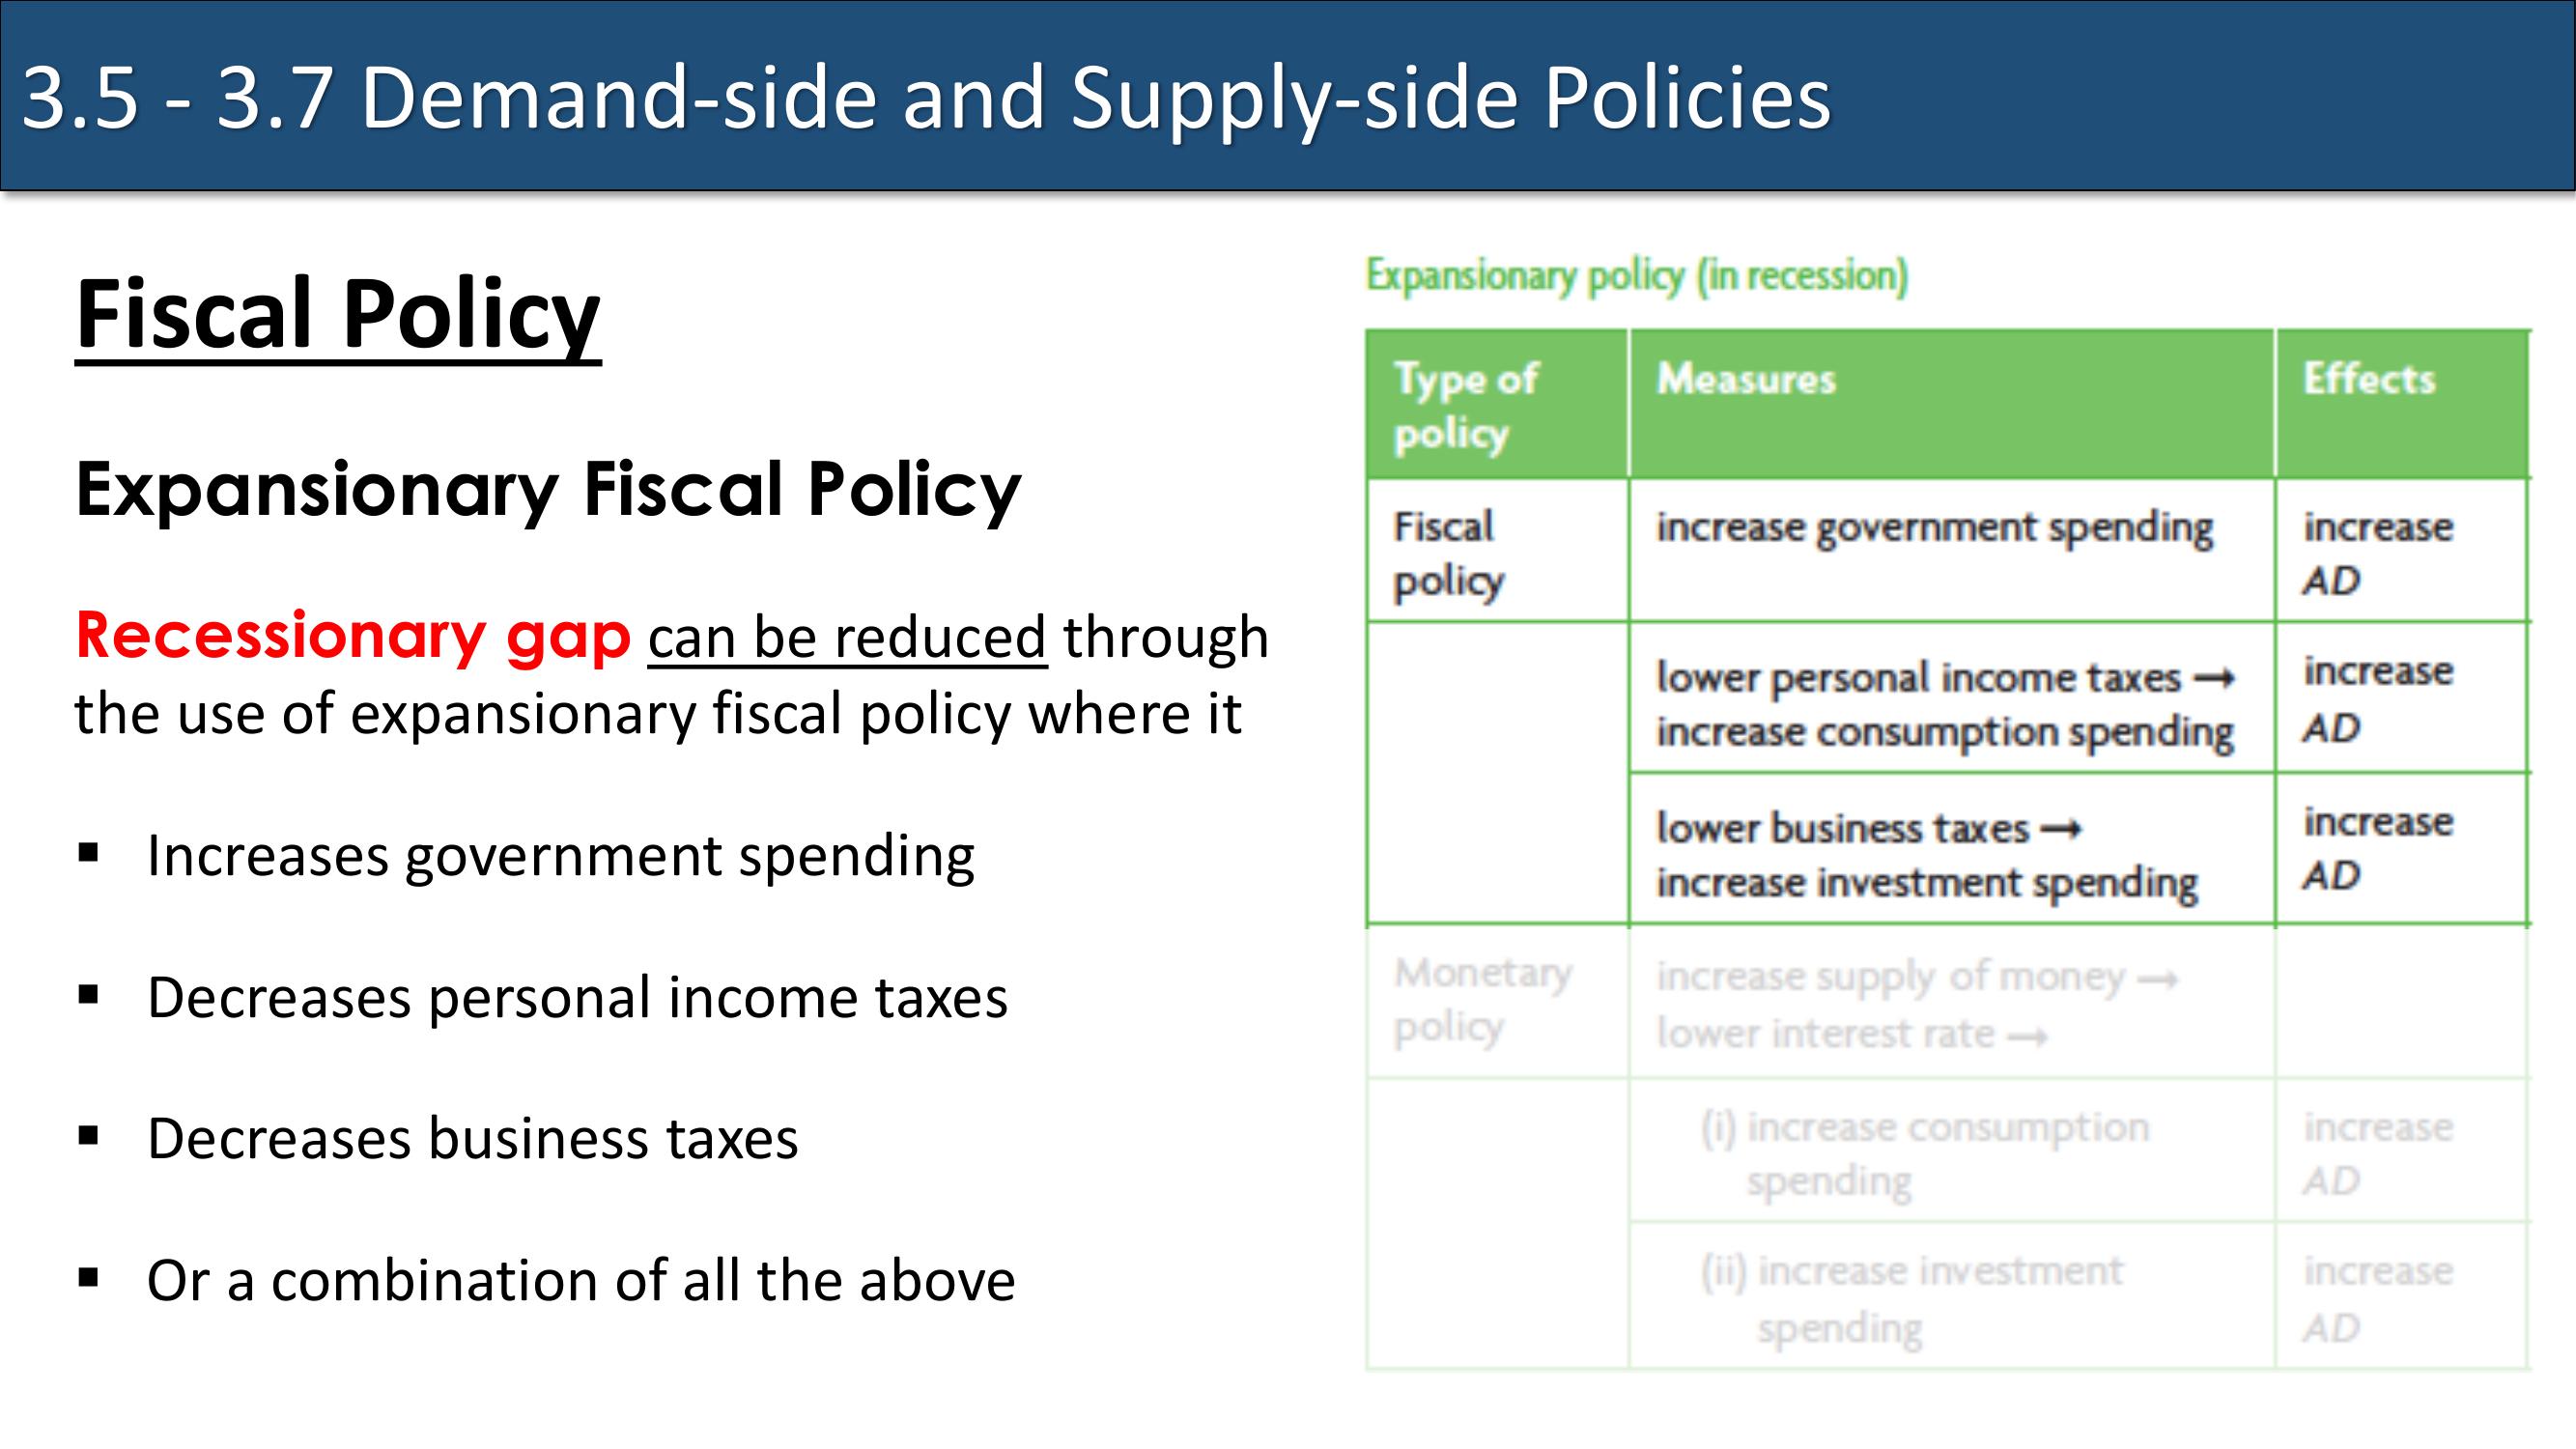 3.5 - 3.7 Demand-side and Supply-side Policies
Fiscal Policy
Expansionary Fiscal Policy
Recessionary gap can be reduced through
the use of expansionary fiscal policy where it
▪ Increases government spending
▪ Decreases personal income taxes
▪ Decreases business taxes
▪ Or a combination of all the above
Expansionary policy (in recession)
Type of
policy
Measures
Effects
Fiscal
policy
increase government spending
increase
AD
lower personal income taxes →
increase consumption spending
increase
AD
lower business taxes →
increase investment spending
increase
AD
Monetary
policy
increase supply of money →
lower interest rate →
(i) increase consumption
spending
increase
AD
(ii) increase investment
spending
increase
AD